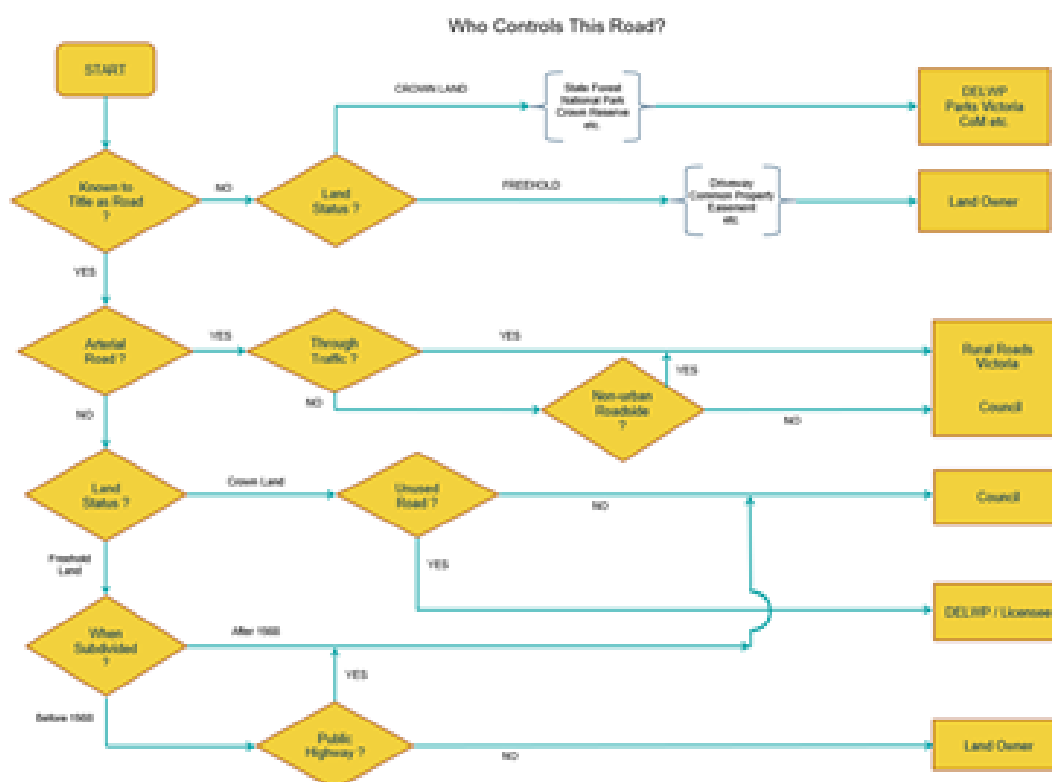 Who Controls This Road?
START
CROWN LAND
State Forest
National Park
Crown Reserve
etc.
DELWP
Parks Victoria
CoM etc.
Known to
Title as Road
?
NO
Land
Status ?
FREEHOLD
Driveway
Common Property
Easement
etc.
Land Owner
YES
Arterial
Road ?
YES
Through
Traffic ?
YES
Rural Roads
Victoria
NO
Non-urban
Roadside
?
YES
NO
Council
NO
Land
Status ?
Crown Land
Unused
Road ?
NO
Council
Freehold
Land
YES
DELWP / Licensee
When
Subdivided
?
After 1988
YES
Before 1988
Public
Highway ?
NO
Land Owner